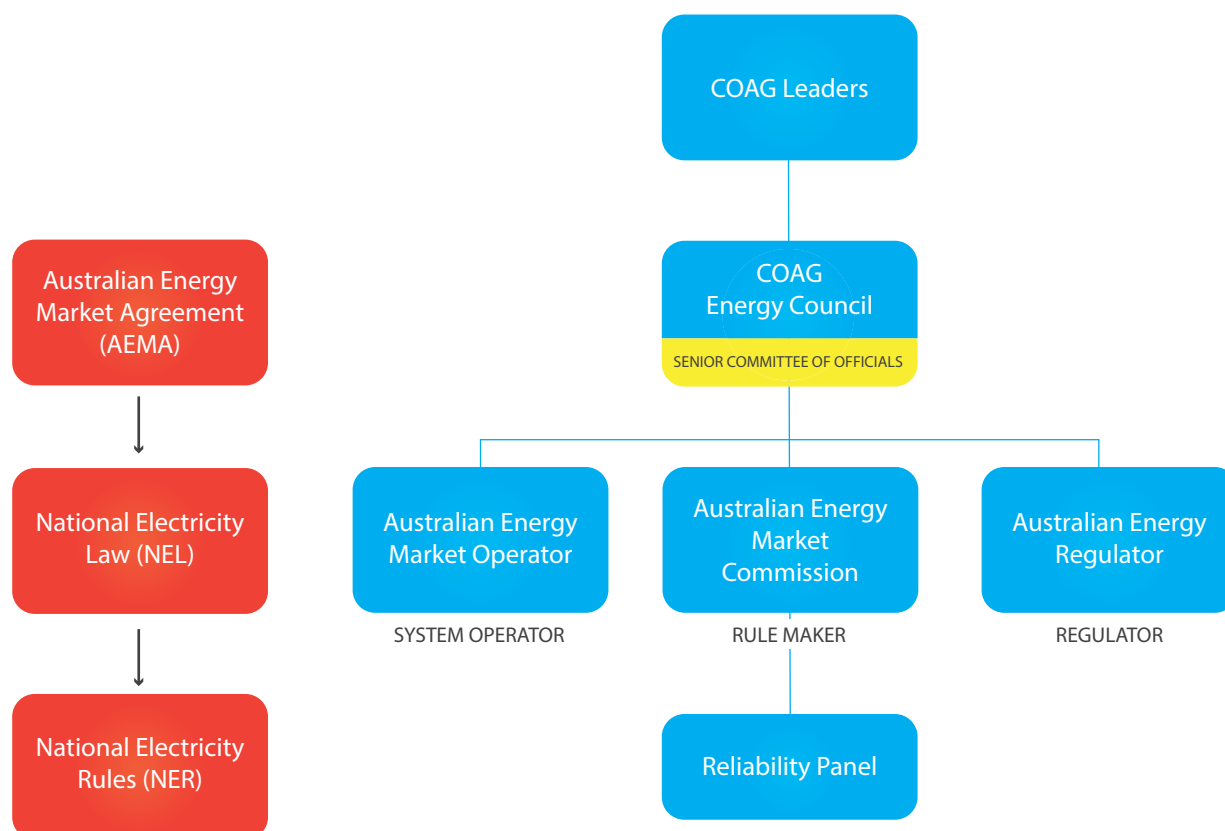 COAG Leaders
Australian Energy
Market Agreement
(AEMA)
COAG
Energy Council
SENIOR COMMITTEE OF OFFICIALS
National Electricity
Law (NEL)
Australian Energy
Market Operator
SYSTEM OPERATOR
Australian Energy
Market
Commission
RULE MAKER
Australian Energy
Regulator
REGULATOR
National Electricity
Rules (NER)
Reliability Panel